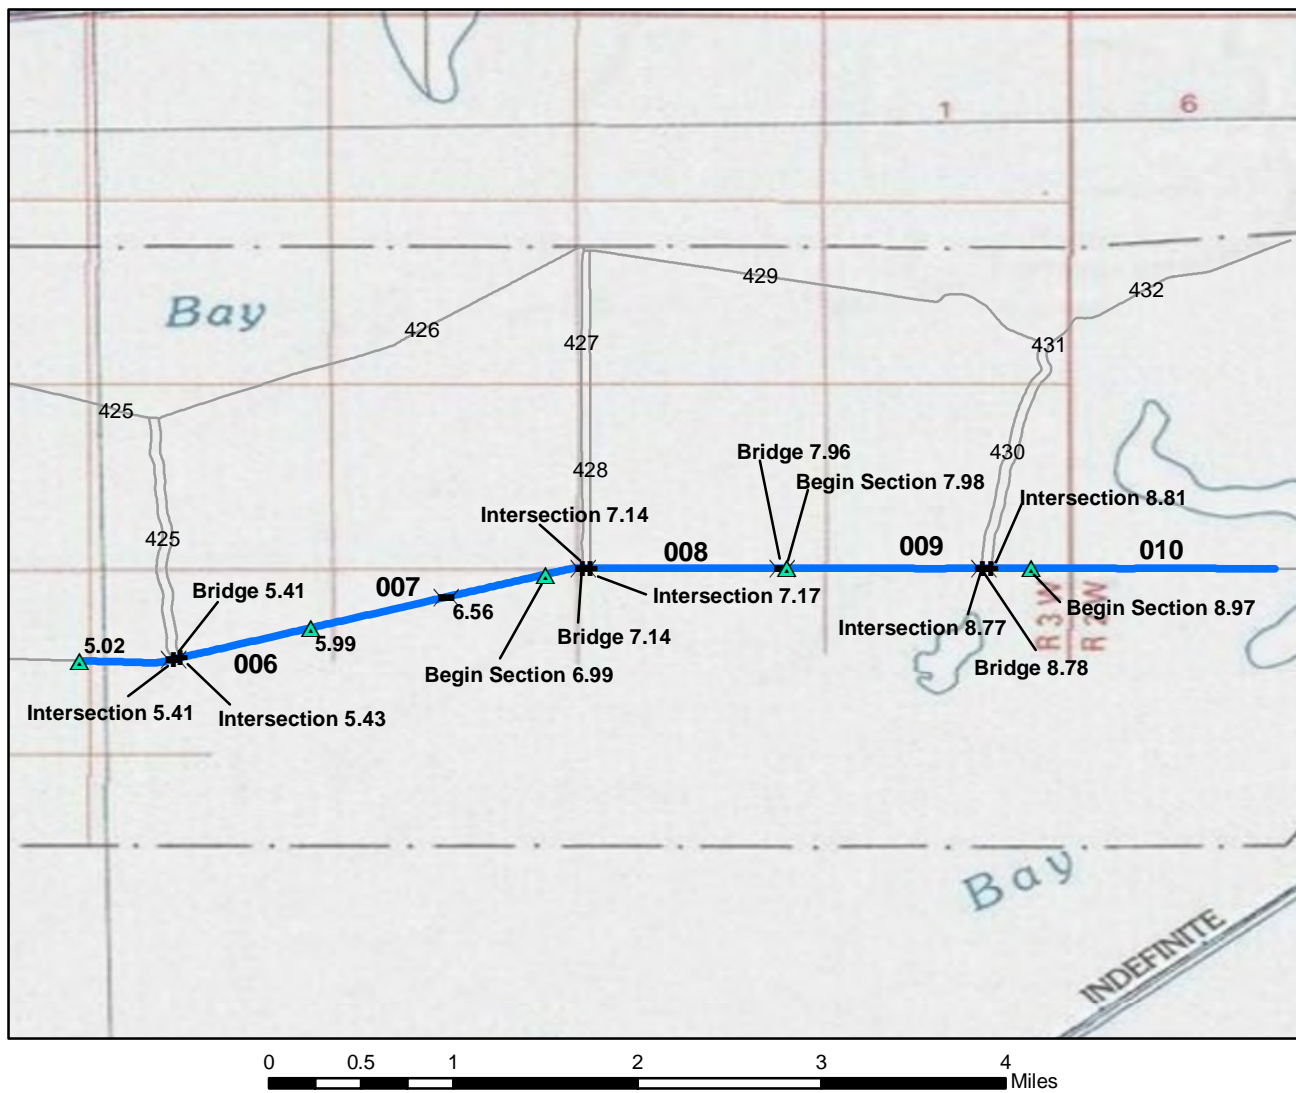 1
6
Bay
429
432
426
427
431
425
Bridge 7.96
430
428
Begin Section 7.98
Intersection 8.81
Intersection 7.14
425
008
009
010
007
Bridge 5.41
6.56
Intersection 7.17
Begin Section 8.97
R 3 W
R 2 W
5.02
5.99
Bridge 7.14
Intersection 8.77
006
Begin Section 6.99
Bridge 8.78
Intersection 5.41
Intersection 5.43
Bay
INDEFINITE
0 0.5 1 2 3 4
Miles